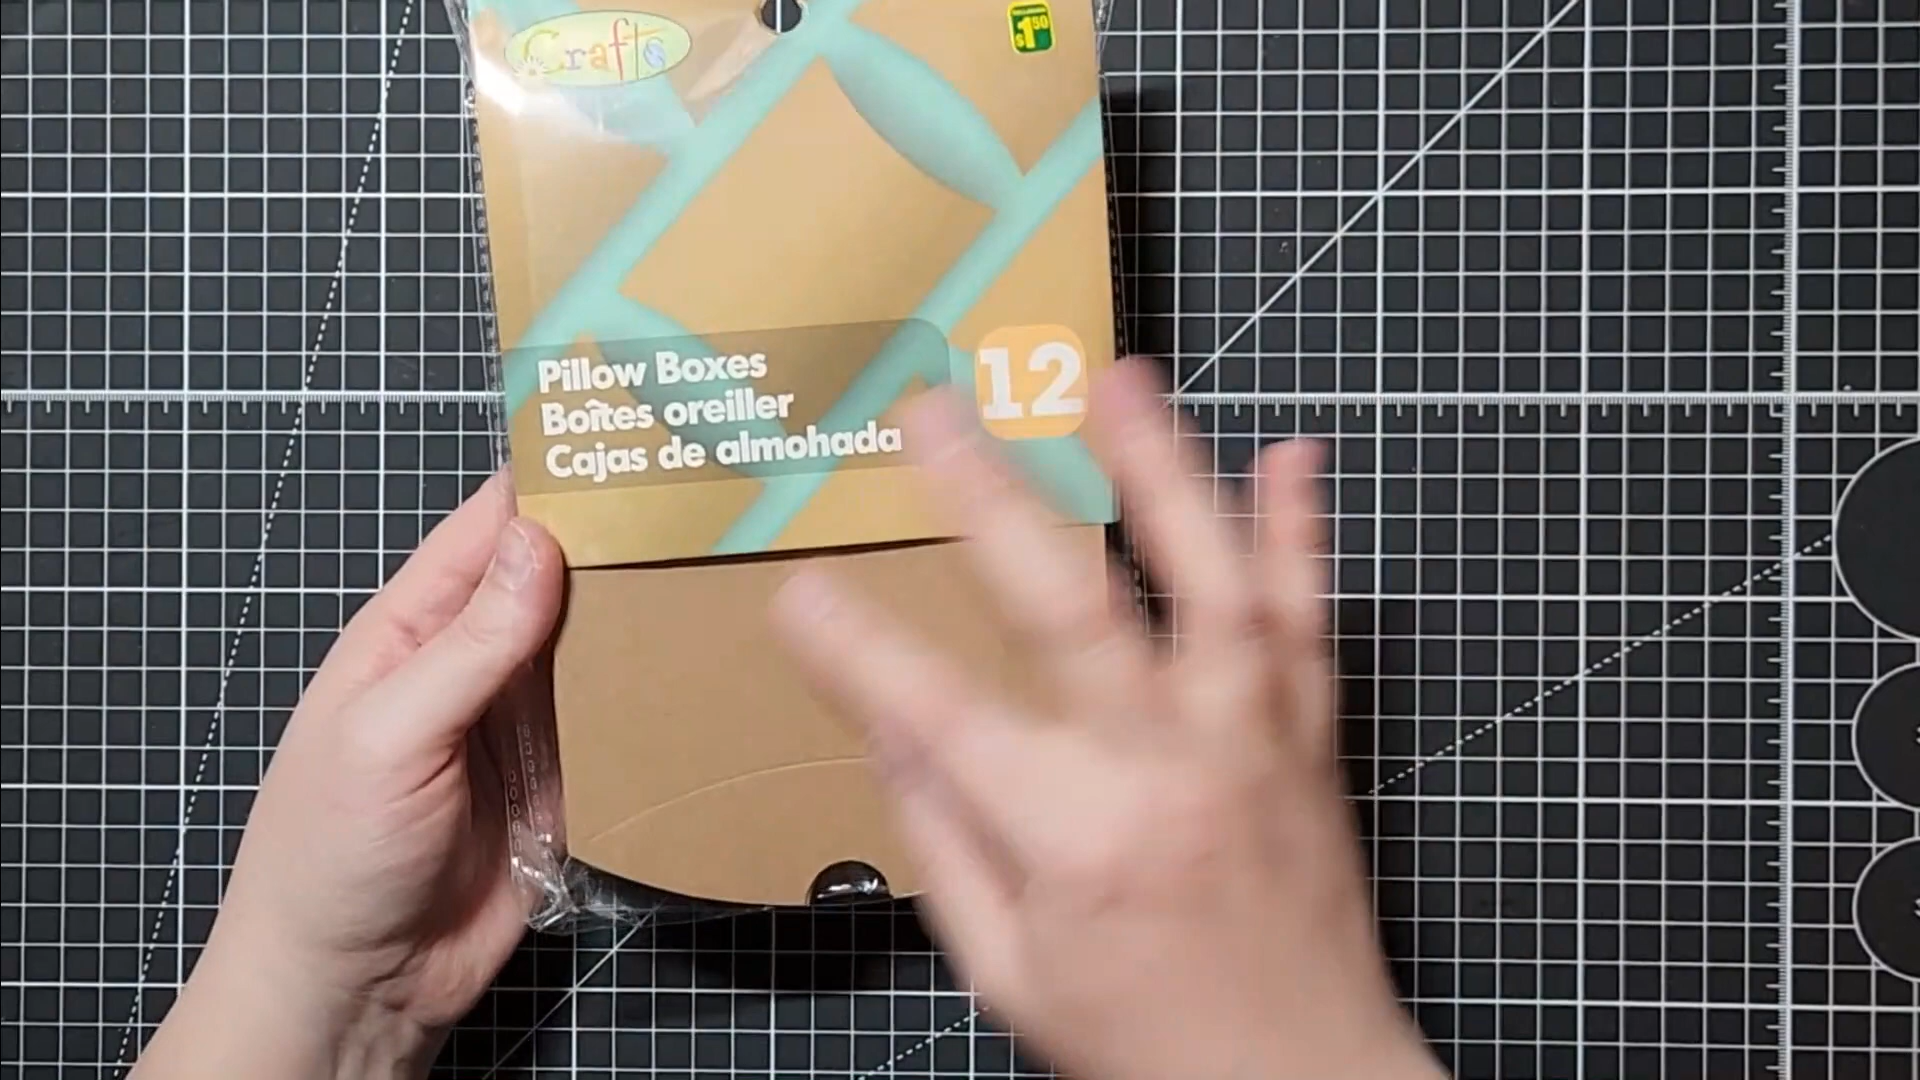 Crafts
$1.50
Pillow Boxes
Boîtes oreiller
Cajas de almohada
12